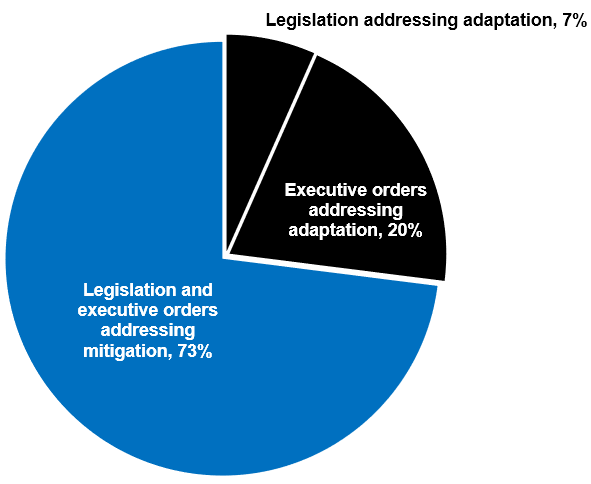 Legislation addressing adaptation, 7%
Executive orders
addressing
adaptation, 20%
Legislation and
executive orders
addressing
mitigation, 73%